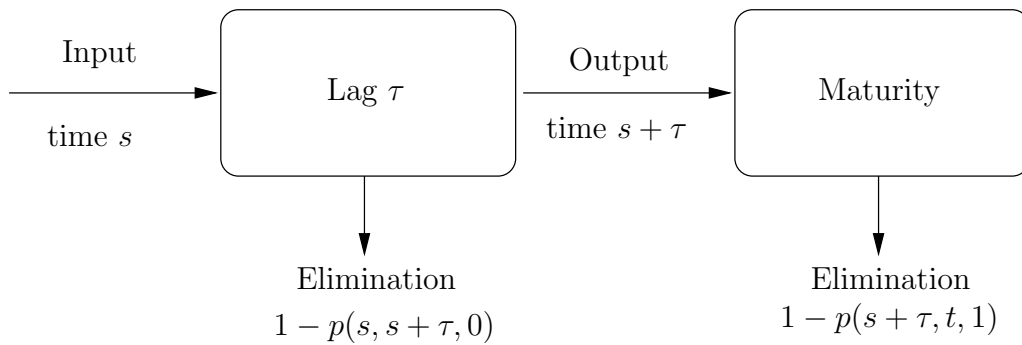 Input
time s
Lag τ
Output
time s + τ
Maturity
Elimination
1 − p(s, s + τ, 0)
Elimination
1 − p(s + τ, t, 1)